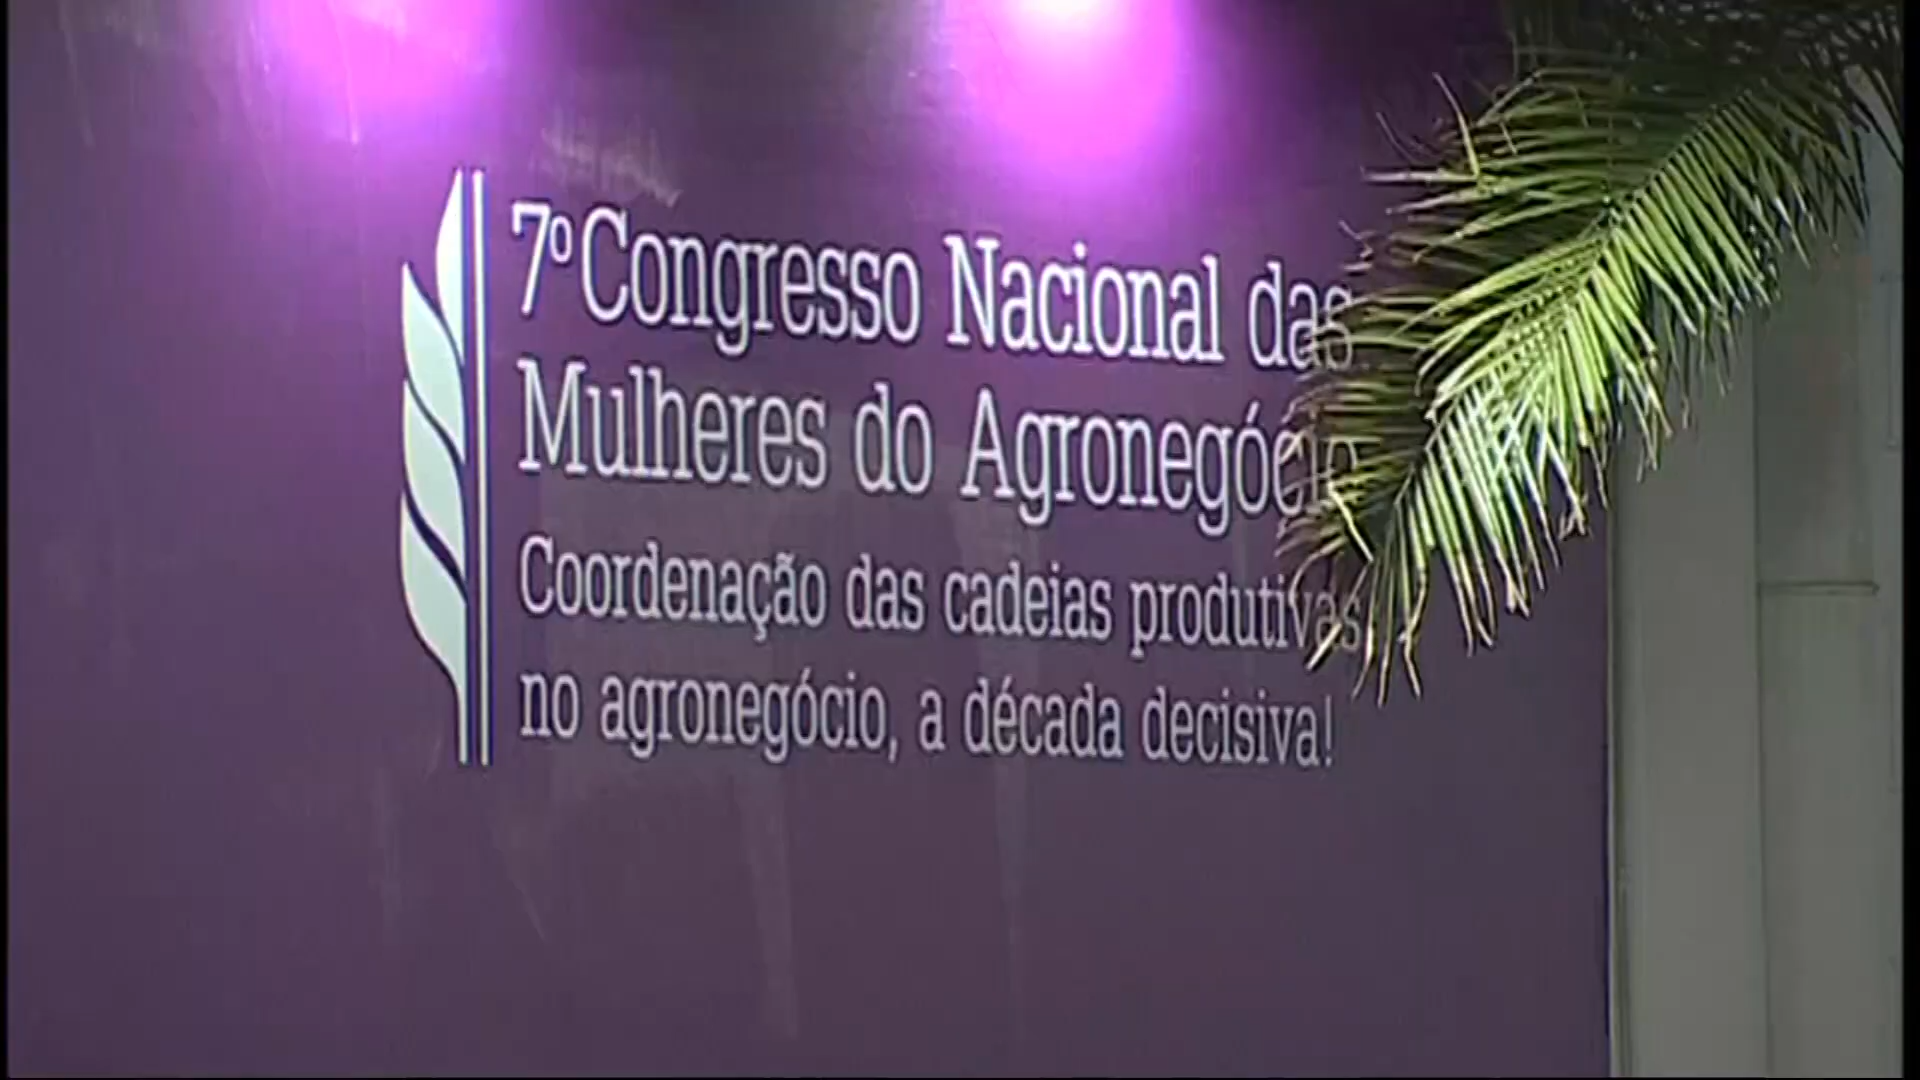 7º Congresso Nacional das
Mulheres do Agronegócio
Coordenação das cadeias produtivas
no agronegócio, a década decisiva!